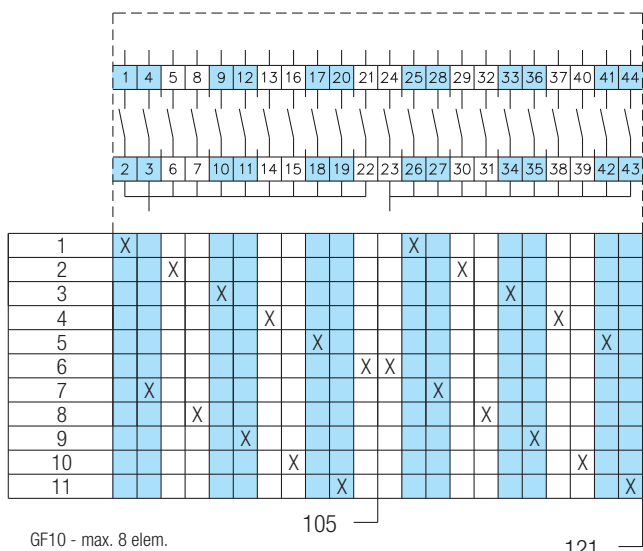 1 4 5 8 9 12 13 16 17 20 21 24 25 28 29 32 33 36 37 40 41 44
2 3 6 7 10 11 14 15 18 19 22 23 26 27 30 31 34 35 38 39 42 43
1 X X
2 X X
3 X X
4 X X
5 X X
6 X X
7 X X
8 X X
9 X X
10 X X
11 X X
105
GF10 - max. 8 elem.
121